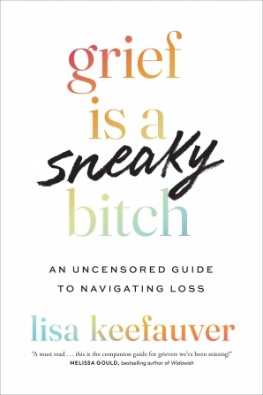 grief
is a
sneaky
bitch
AN UNCENSORED GUIDE
TO NAVIGATING LOSS
lisa keefauver
"A must read . . . this is the companion guide for grievers we've been missing!"
MELISSA GOULD, bestselling author of Widowish